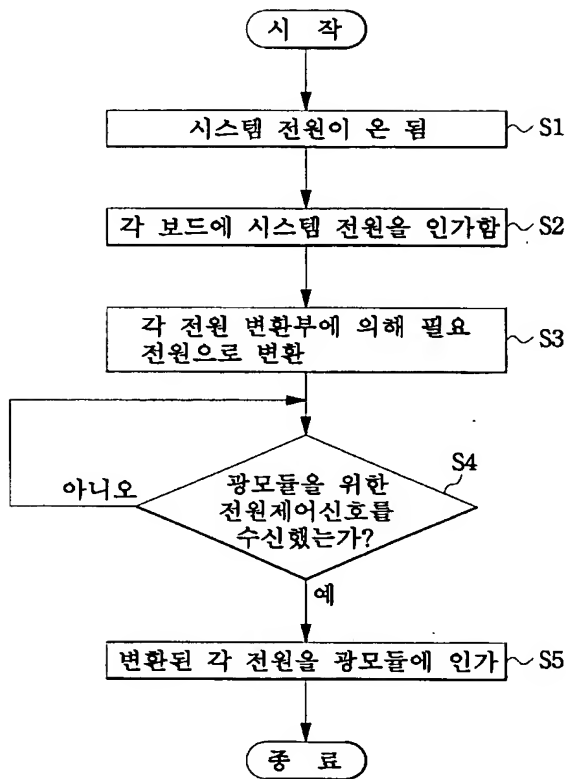 시 작
시스템 전원이 온 됨
S1
각 보드에 시스템 전원을 인가함
S2
각 전원 변환부에 의해 필요
전원으로 변환
S3
S4
광모듈을 위한
전원제어신호를
수신했는가?
아니오
예
변환된 각 전원을 광모듈에 인가
S5
종 료